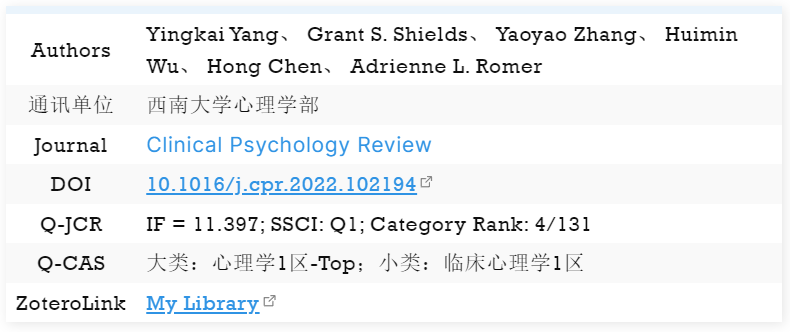 Authors Yingkai Yang、 Grant S. Shields、 Yaoyao Zhang、 Huimin
Wu、 Hong Chen、 Adrienne L. Romer
通讯单位 西南大学心理学部
Journal Clinical Psychology Review
DOI 10.1016/j.cpr.2022.102194
Q-JCR IF = 11.397; SSCI: Q1; Category Rank: 4/131
Q-CAS 大类：心理学1区-Top；小类：临床心理学1区
ZoteroLink My Library